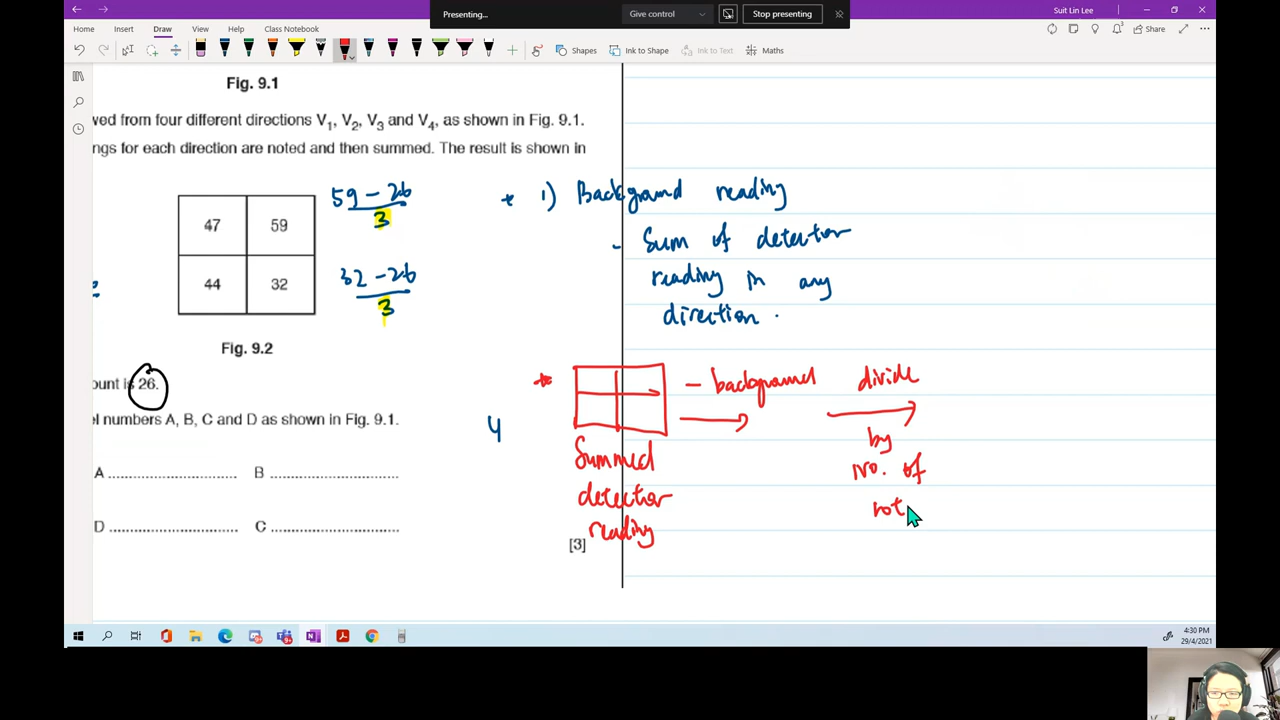 Presenting...
Give control
Stop presenting
Suit Lin Lee
Home
Insert
Draw
View
Help
Class Notebook
Share
Shapes
Ink to Shape
Ink to Text
Maths
Fig. 9.1
wed from four different directions V1, V2, V3 and V4, as shown in Fig. 9.1.
ngs for each direction are noted and then summed. The result is shown in
47 59
44 32
59 - 26
3
32 - 26
3
Fig. 9.2
ount is 26.
el numbers A, B, C and D as shown in Fig. 9.1.
A .................................... B ....................................
D .................................... C ....................................
[3]
* 1) Background reading
- Sum of detector
reading in any
direction.
4
* - background divide
Summed by
detector no. of
reading rot
4:30 PM
29/4/2021